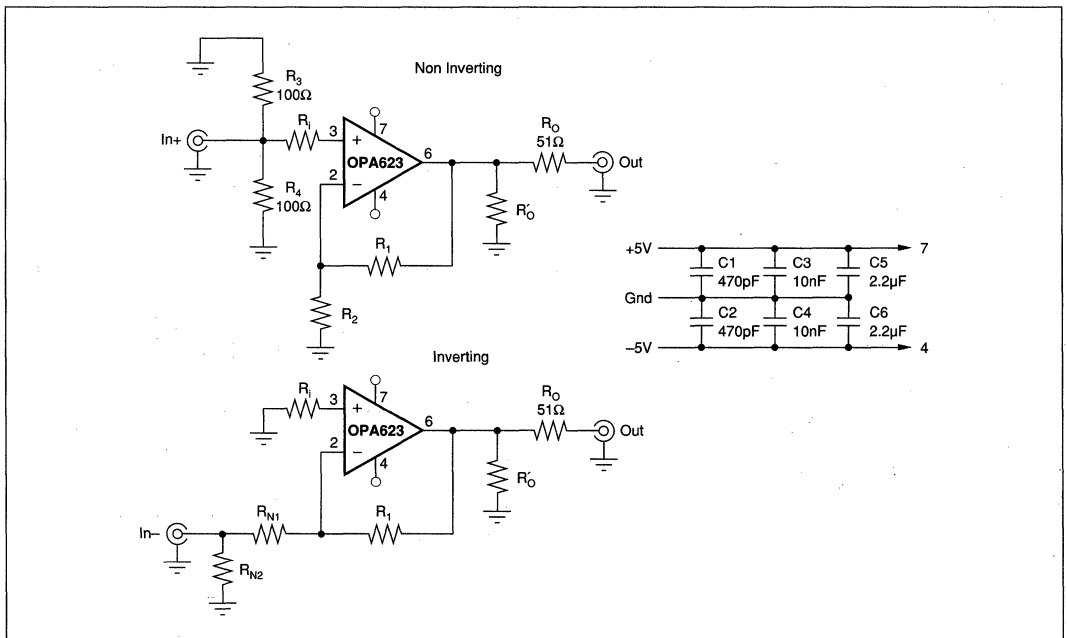 Non Inverting
R3
100Ω
In+
Ri
3
+
7
OPA623
6
2
−
4
RO
51Ω
Out
R4
100Ω
R'O
R1
R2
+5V
7
C1
470pF
C3
10nF
C5
2.2µF
Gnd
C2
470pF
C4
10nF
C6
2.2µF
−5V
4
Inverting
Ri
3
+
7
OPA623
6
2
−
4
RO
51Ω
Out
R'O
In−
RN1
R1
RN2